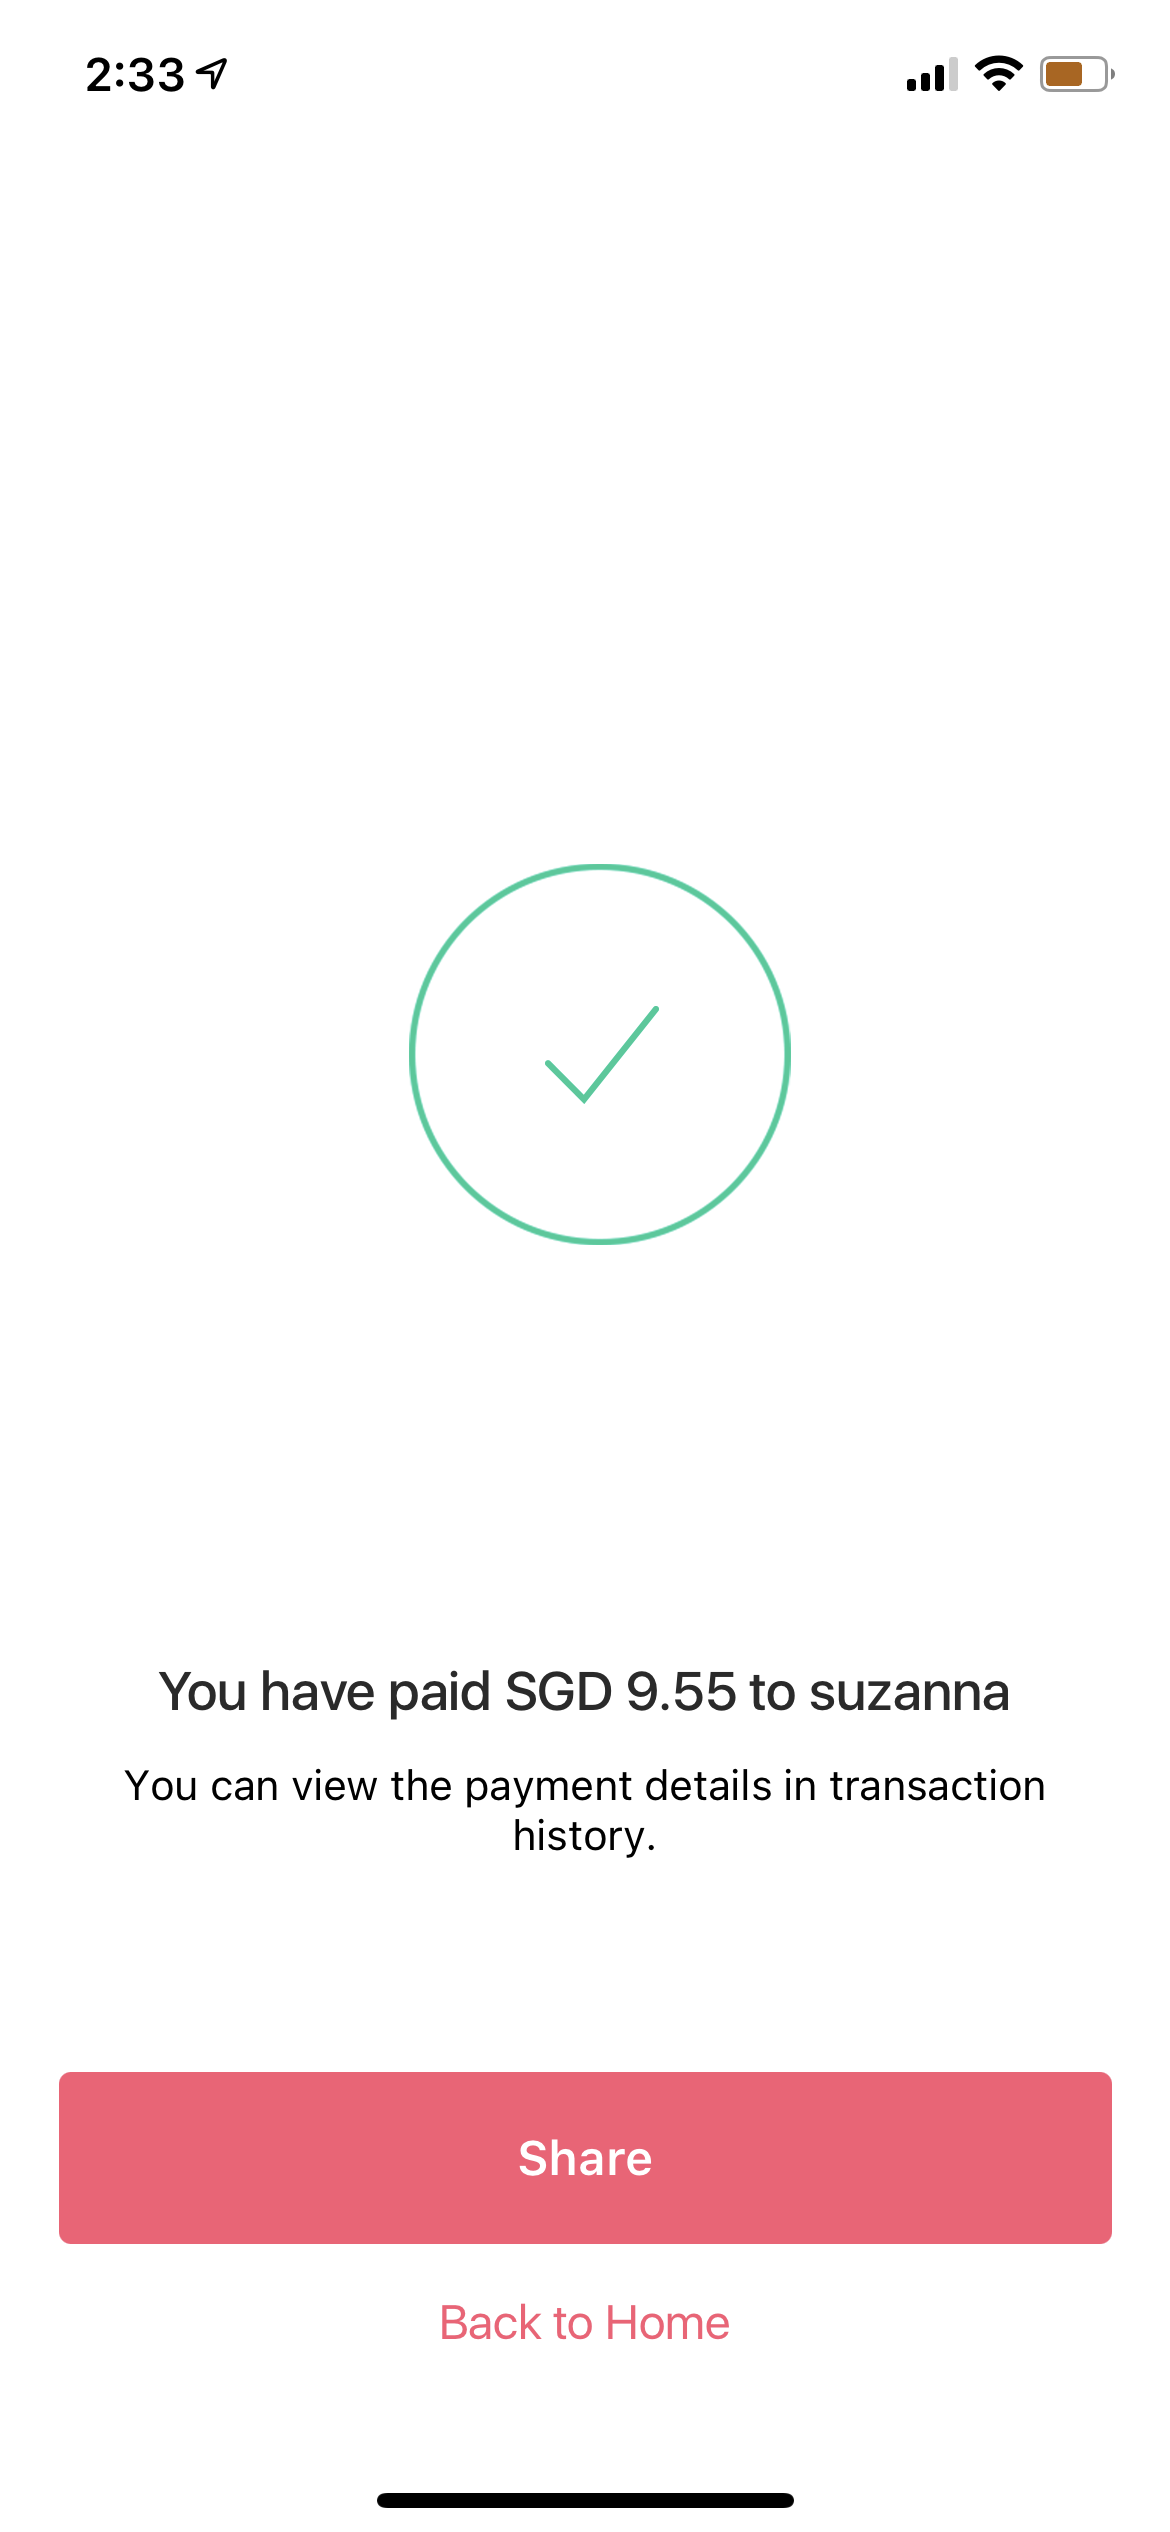 2:33
You have paid SGD 9.55 to suzanna
You can view the payment details in transaction
history.
Share
Back to Home